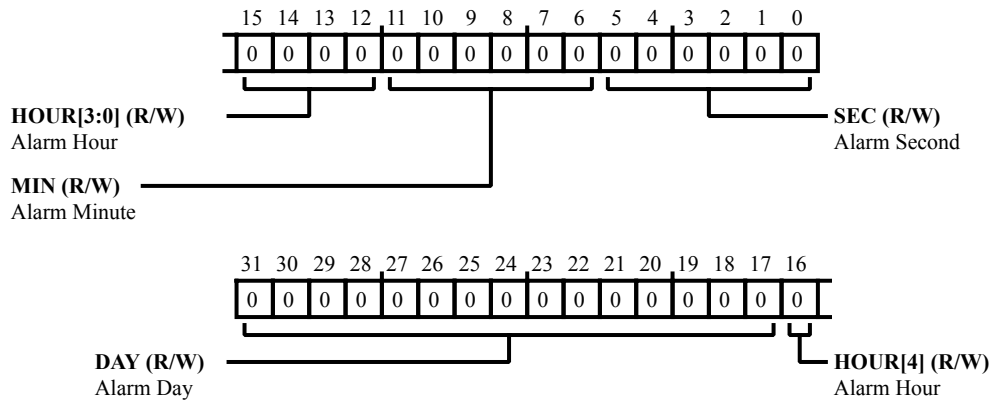 15 14 13 12 11 10 9 8 7 6 5 4 3 2 1 0
0 0 0 0 0 0 0 0 0 0 0 0 0 0 0 0
HOUR[3:0] (R/W)
Alarm Hour
SEC (R/W)
Alarm Second
MIN (R/W)
Alarm Minute
31 30 29 28 27 26 25 24 23 22 21 20 19 18 17 16
0 0 0 0 0 0 0 0 0 0 0 0 0 0 0 0
DAY (R/W)
Alarm Day
HOUR[4] (R/W)
Alarm Hour